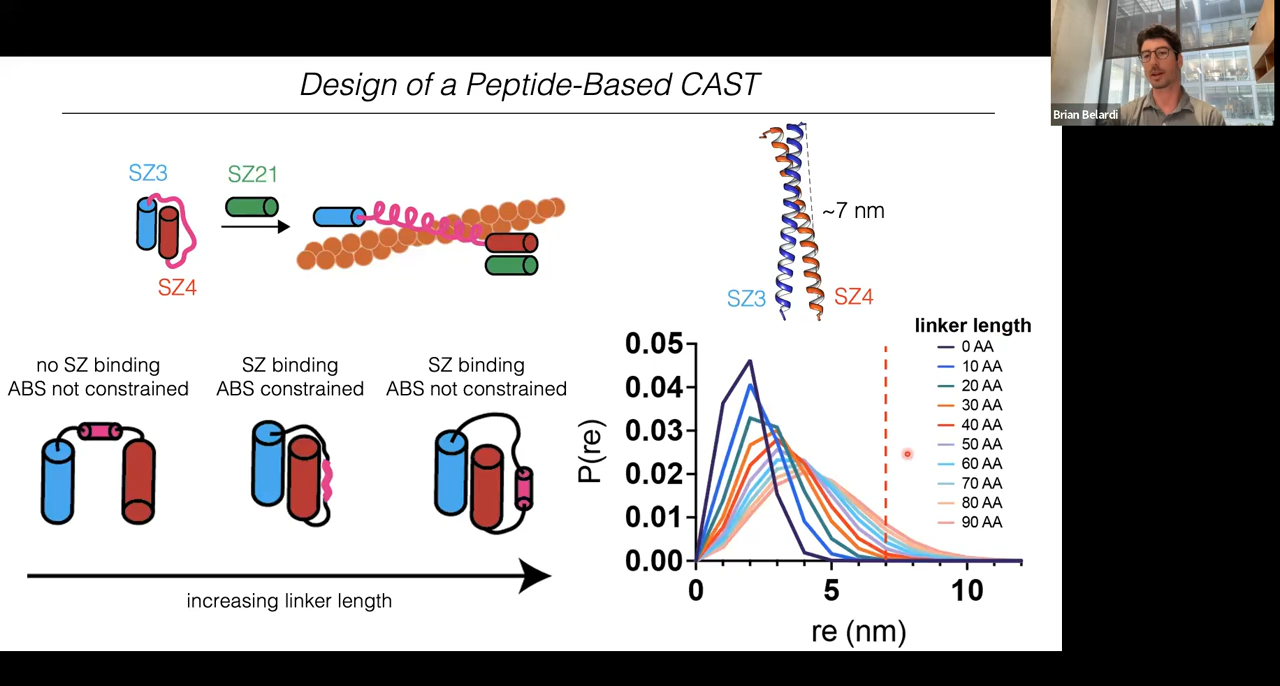 Design of a Peptide-Based CAST
Brian Belardi
SZ3
SZ21
SZ4
~7 nm
SZ3
SZ4
no SZ binding
ABS not constrained
SZ binding
ABS constrained
SZ binding
ABS not constrained
increasing linker length
linker length
0 AA
10 AA
20 AA
30 AA
40 AA
50 AA
60 AA
70 AA
80 AA
90 AA
P(re)
0.05
0.04
0.03
0.02
0.01
0.00
0
5
10
re (nm)